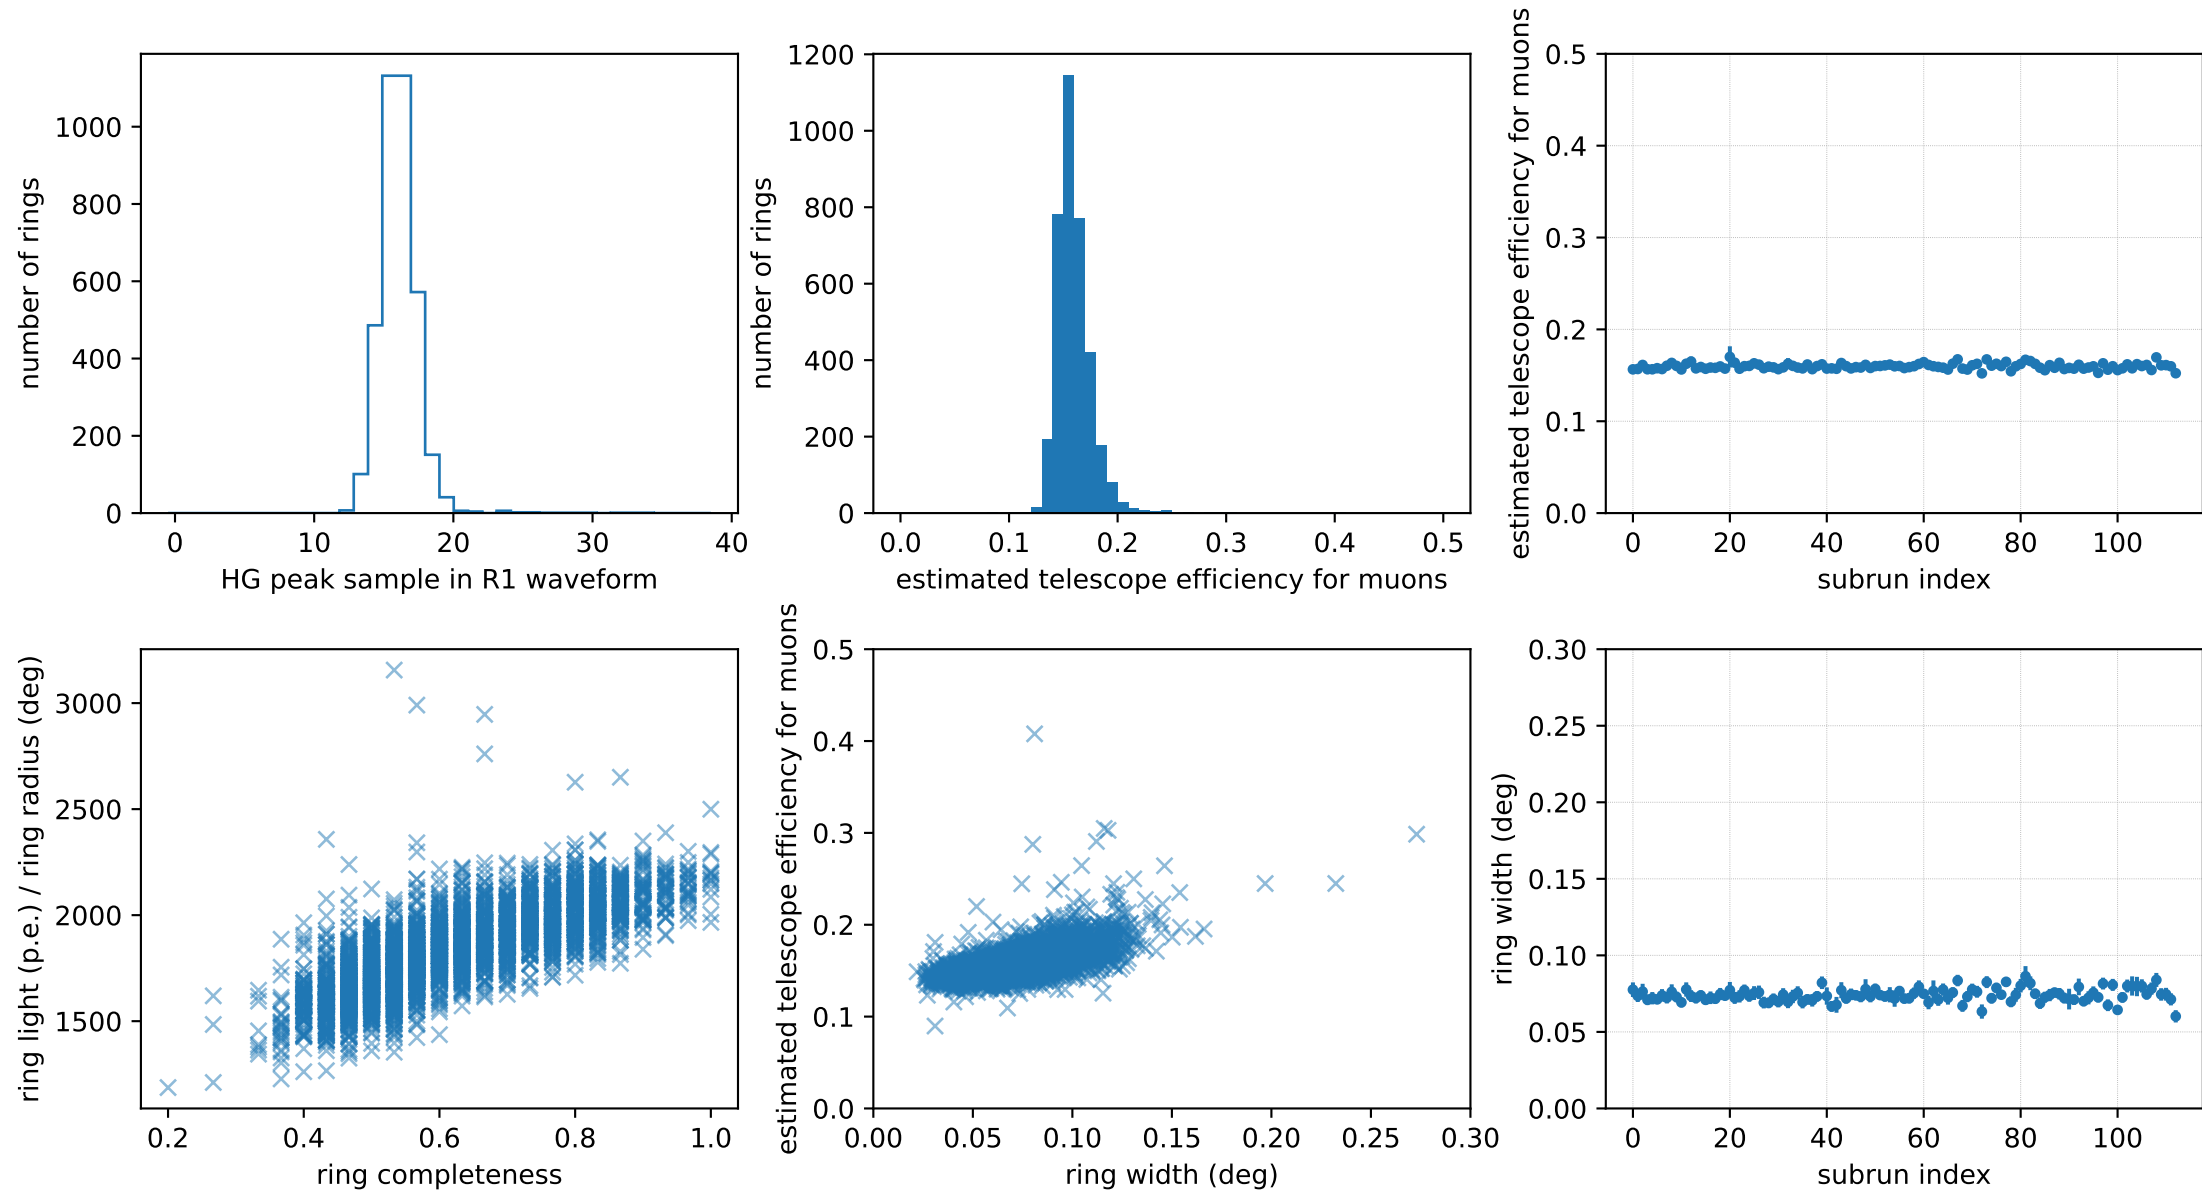 number of rings
1000
800
600
400
200
0
0 10 20 30 40
HG peak sample in R1 waveform
number of rings
1200
1000
800
600
400
200
0
0.0 0.1 0.2 0.3 0.4 0.5
estimated telescope efficiency for muons
estimated telescope efficiency for muons
0.5
0.4
0.3
0.2
0.1
0.0
0 20 40 60 80 100
subrun index
ring light (p.e.) / ring radius (deg)
3000
2500
2000
1500
0.2 0.4 0.6 0.8 1.0
ring completeness
estimated telescope efficiency for muons
0.5
0.4
0.3
0.2
0.1
0.0
0.00 0.05 0.10 0.15 0.20 0.25 0.30
ring width (deg)
ring width (deg)
0.30
0.25
0.20
0.15
0.10
0.05
0.00
0 20 40 60 80 100
subrun index